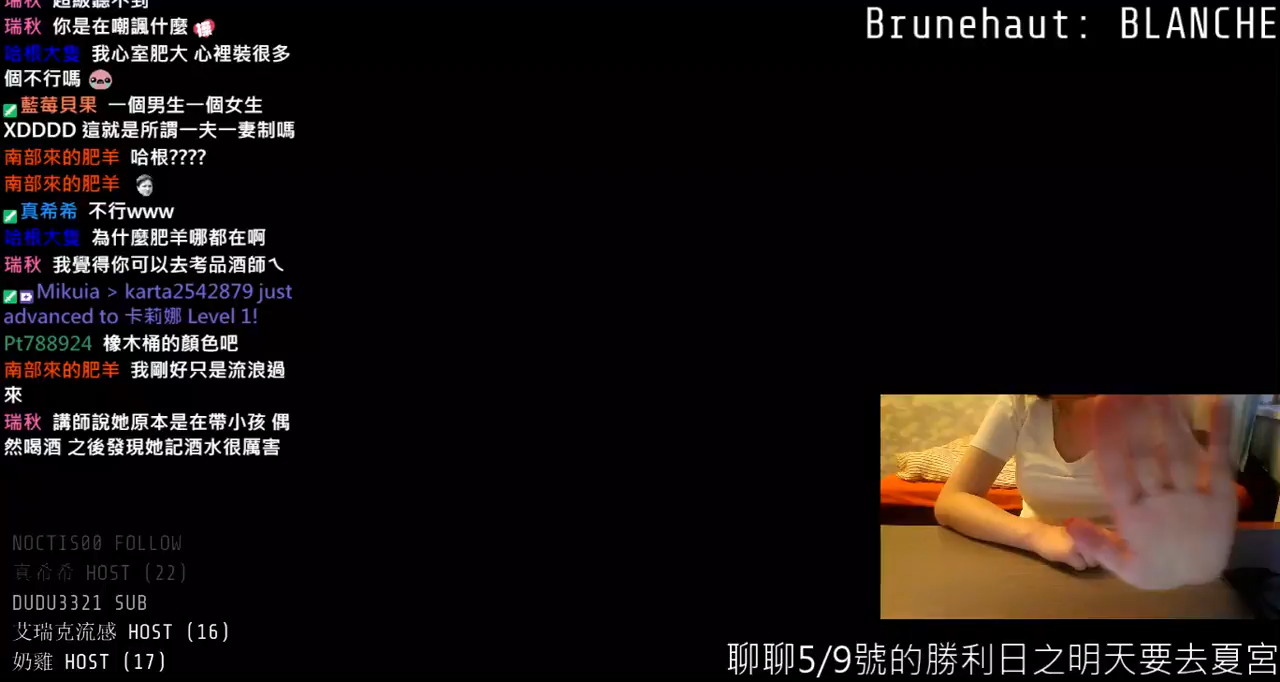 瑞秋 超級聽不到
瑞秋 你是在嘲諷什麼
哈根大隻 我心室肥大 心裡裝很多
個不行嗎
藍莓貝果 一個男生一個女生
XDDDD 這就是所謂一夫一妻制嗎
南部來的肥羊 哈根????
南部來的肥羊
真希希 不行www
哈根大隻 為什麼肥羊哪都在啊
瑞秋 我覺得你可以去考品酒師ㄟ
Mikuia > karta2542879 just
advanced to 卡莉娜 Level 1!
Pt788924 橡木桶的顏色吧
南部來的肥羊 我剛好只是流浪過
來
瑞秋 講師說她原本是在帶小孩 偶
然喝酒 之後發現她記酒水很厲害
NOCTIS00 FOLLOW
真希希 HOST (22)
DUDU3321 SUB
艾瑞克流感 HOST (16)
奶雞 HOST (17)
Brunehaut: BLANCHE
聊聊5/9號的勝利日之明天要去夏宮